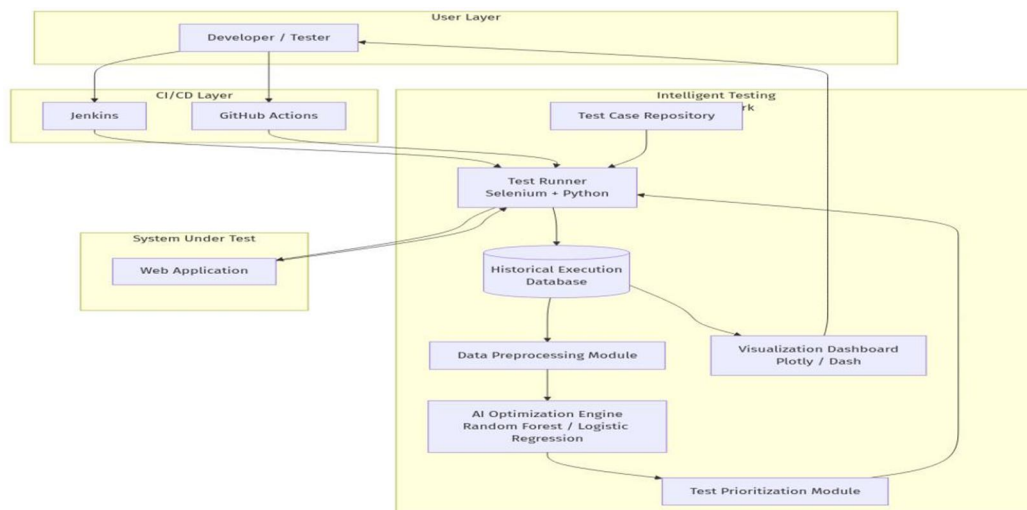 User Layer
Developer / Tester
CI/CD Layer
Jenkins
GitHub Actions
Intelligent Testing
rk
Test Case Repository
Test Runner
Selenium + Python
System Under Test
Web Application
Historical Execution
Database
Data Preprocessing Module
Visualization Dashboard
Plotly / Dash
AI Optimization Engine
Random Forest / Logistic
Regression
Test Prioritization Module